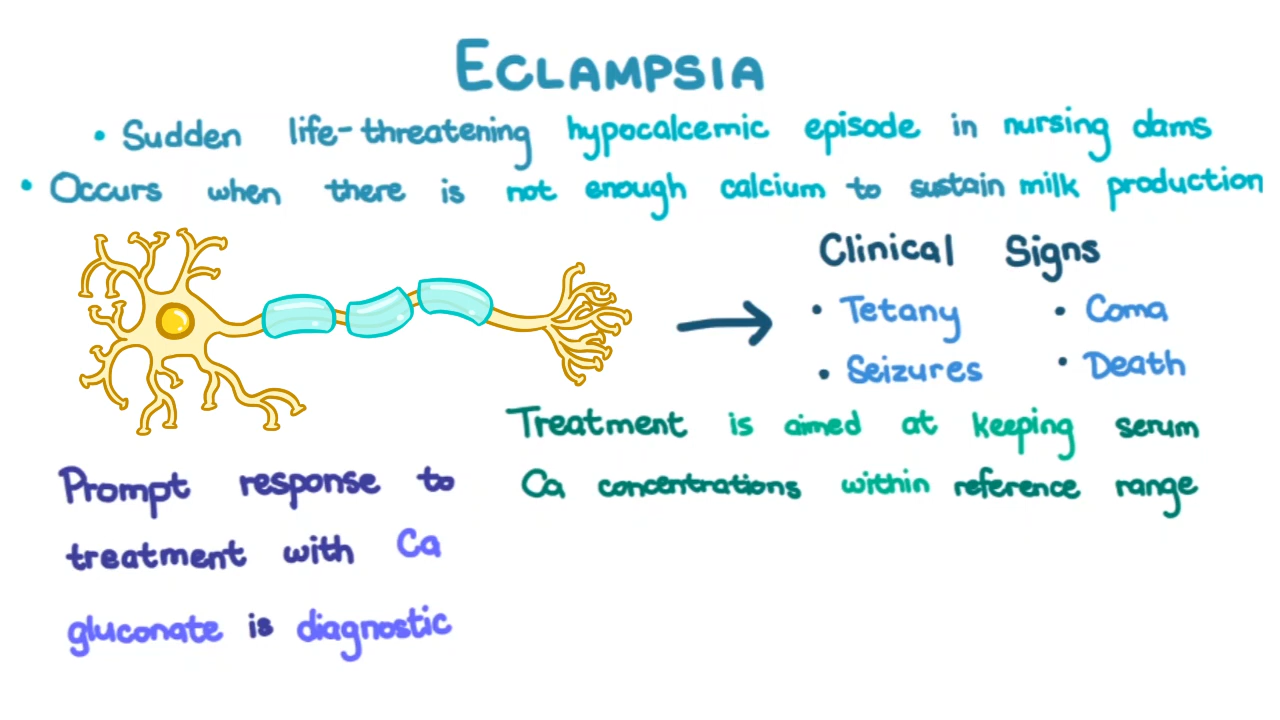 ECLAMPSIA
• Sudden life-threatening hypocalcemic episode in nursing dams
• Occurs when there is not enough calcium to sustain milk production
Clinical Signs
• Tetany • Coma
• Seizures • Death
Treatment is aimed at keeping serum
Ca concentrations within reference range
Prompt response to
treatment with Ca
gluconate is diagnostic